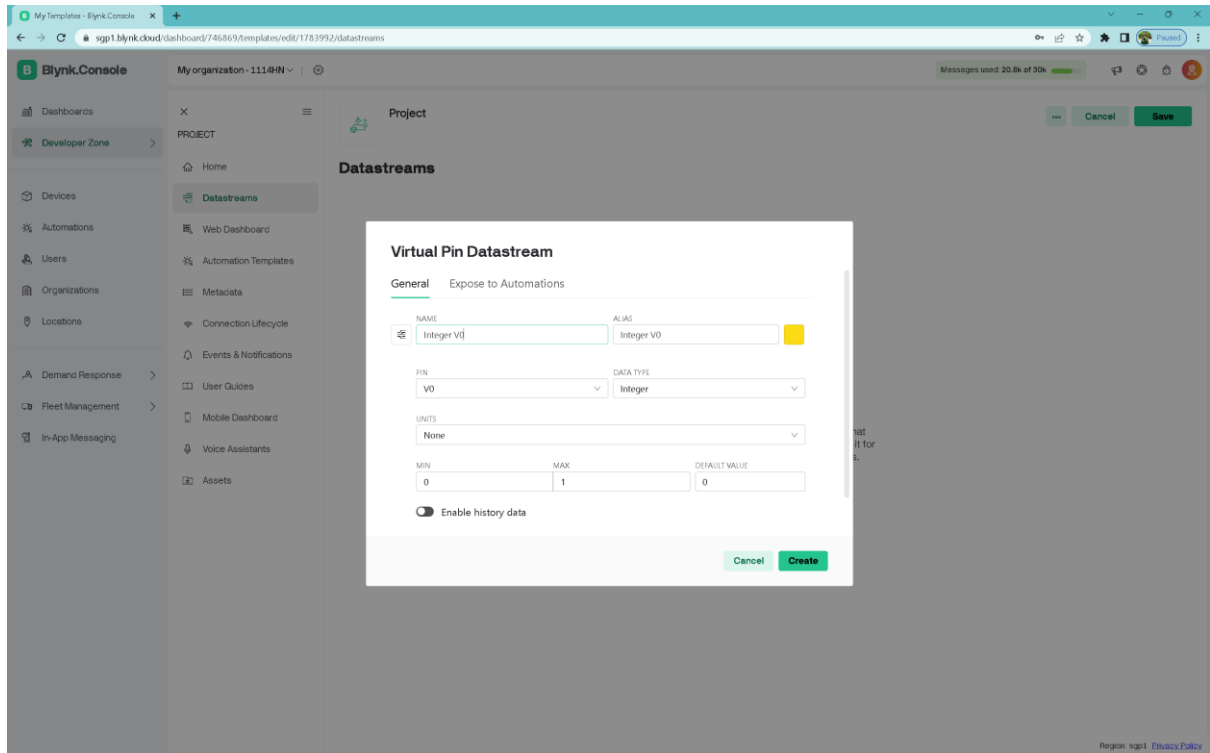 My Templates - Blynk.Console
sgp1.blynk.cloud/dashboard/746869/templates/edit/1783992/datastreams
Paused
B Blynk.Console
My organization - 1114HN
Messages used: 20.8k of 30k
Dashboards
Developer Zone
Devices
Automations
Users
Organizations
Locations
Demand Response
Fleet Management
In-App Messaging
PROJECT
Home
Datastreams
Web Dashboard
Automation Templates
Metadata
Connection Lifecycle
Events & Notifications
User Guides
Mobile Dashboard
Voice Assistants
Assets
Project
Cancel
Save
Datastreams
Virtual Pin Datastream
General
Expose to Automations
NAME
ALIAS
Integer V0
Integer V0
PIN
DATA TYPE
V0
Integer
UNITS
None
MIN
MAX
DEFAULT VALUE
0
1
0
Enable history data
Cancel
Create
it for
Region: sgp1 Privacy Policy